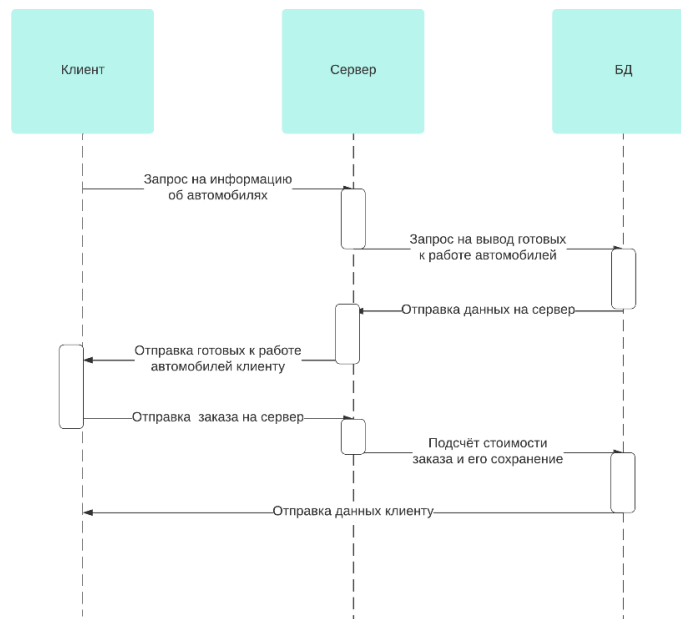 Клиент
Сервер
БД
Запрос на информацию
об автомобилях
Запрос на вывод готовых
к работе автомобилей
Отправка данных на сервер
Отправка готовых к работе
автомобилей клиенту
Отправка заказа на сервер
Подсчёт стоимости
заказа и его сохранение
Отправка данных клиенту